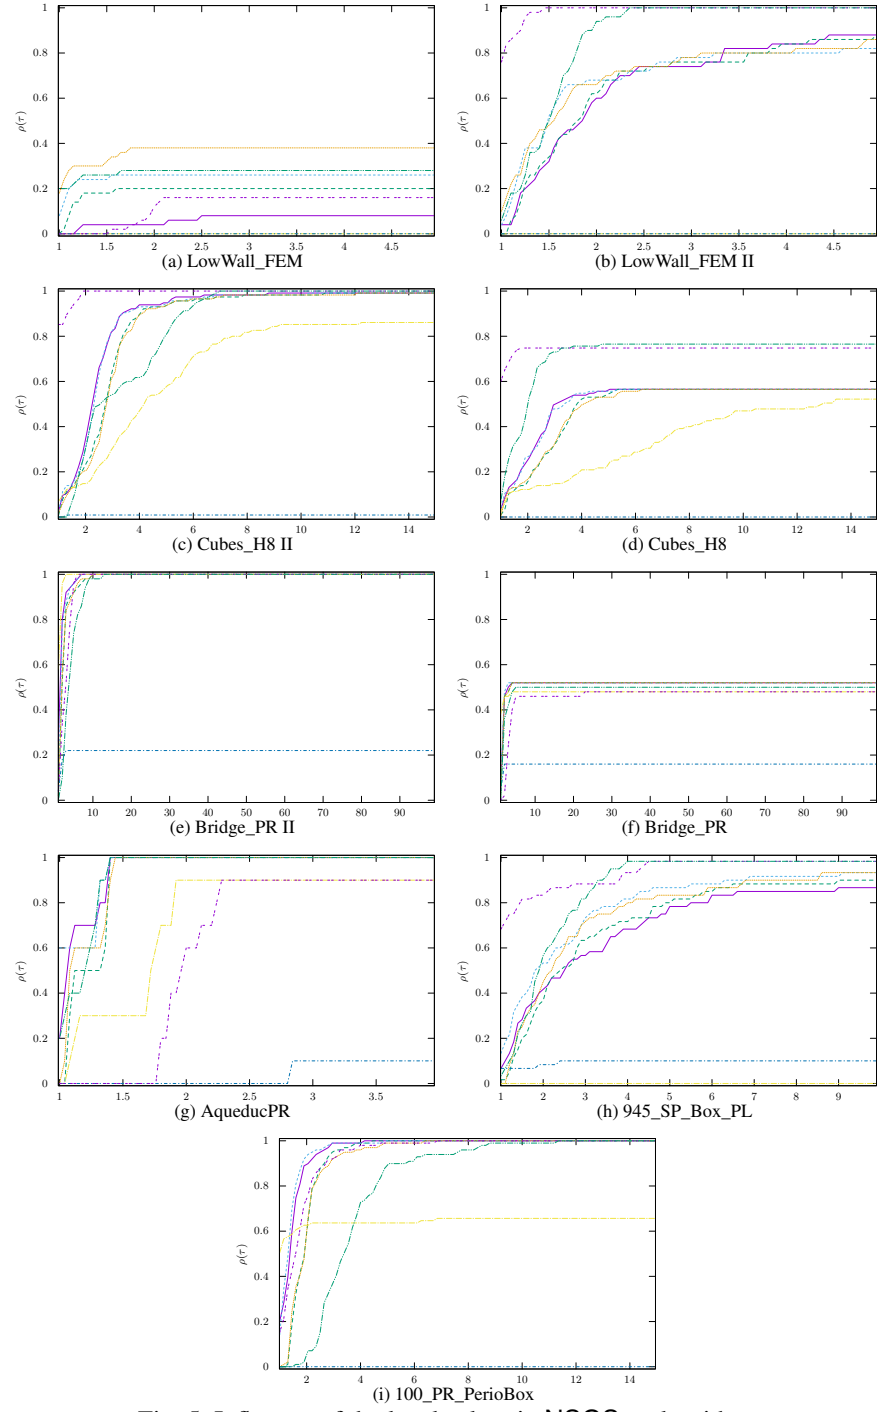 1
0.8
0.6
0.4
0.2
0
ρ(τ)
1 1.5 2 2.5 3 3.5 4 4.5
(a) LowWall_FEM
1
0.8
0.6
0.4
0.2
0
ρ(τ)
1 1.5 2 2.5 3 3.5 4 4.5
(b) LowWall_FEM II
1
0.8
0.6
0.4
0.2
0
ρ(τ)
2 4 6 8 10 12 14
(c) Cubes_H8 II
1
0.8
0.6
0.4
0.2
0
ρ(τ)
2 4 6 8 10 12 14
(d) Cubes_H8
1
0.8
0.6
0.4
0.2
0
ρ(τ)
10 20 30 40 50 60 70 80 90
(e) Bridge_PR II
1
0.8
0.6
0.4
0.2
0
ρ(τ)
10 20 30 40 50 60 70 80 90
(f) Bridge_PR
1
0.8
0.6
0.4
0.2
0
ρ(τ)
1 1.5 2 2.5 3 3.5
(g) AqueducPR
1
0.8
0.6
0.4
0.2
0
ρ(τ)
1 2 3 4 5 6 7 8 9
(h) 945_SP_Box_PL
1
0.8
0.6
0.4
0.2
0
ρ(τ)
2 4 6 8 10 12 14
(i) 100_PR_PerioBox